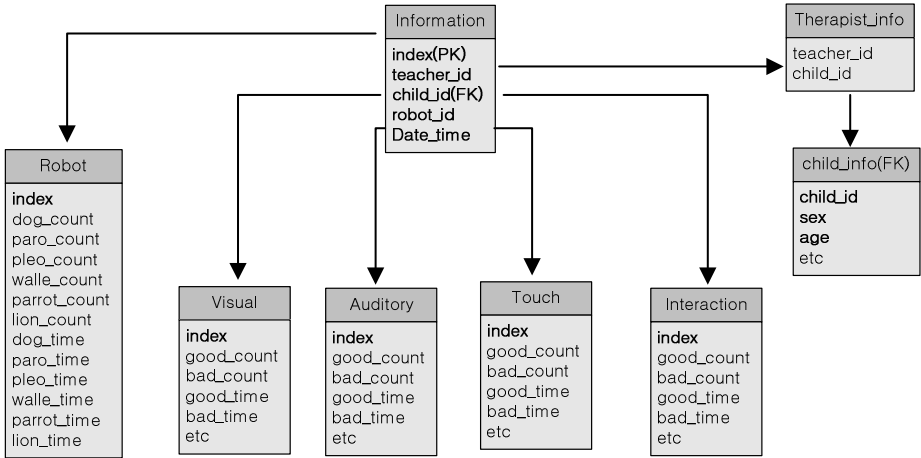 Information
index(PK)
teacher_id
child_id(FK)
robot_id
Date_time
Therapist_info
teacher_id
child_id
child_info(FK)
child_id
sex
age
etc
Robot
index
dog_count
paro_count
pleo_count
walle_count
parrot_count
lion_count
dog_time
paro_time
pleo_time
walle_time
parrot_time
lion_time
Visual
index
good_count
bad_count
good_time
bad_time
etc
Auditory
index
good_count
bad_count
good_time
bad_time
etc
Touch
index
good_count
bad_count
good_time
bad_time
etc
Interaction
index
good_count
bad_count
good_time
bad_time
etc